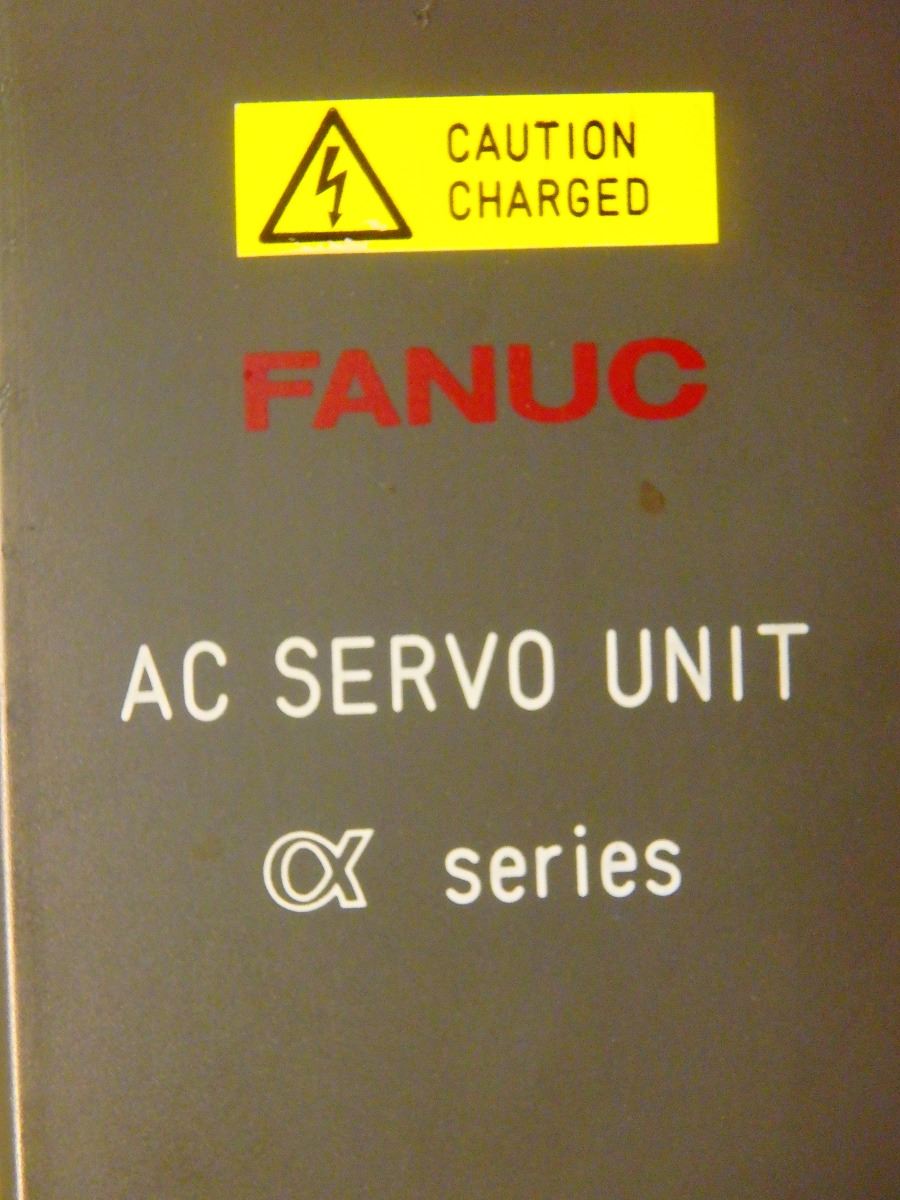 CAUTION
CHARGED
FANUC
AC SERVO UNIT
α series